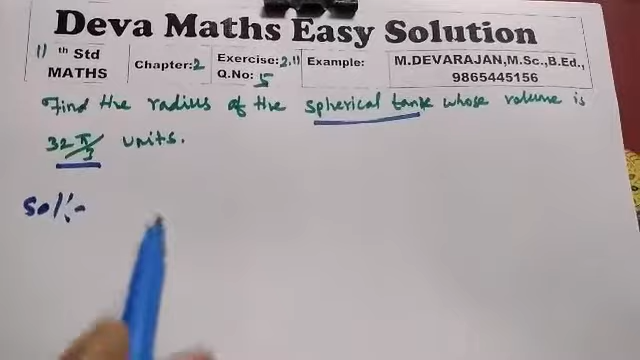 Deva Maths Easy Solution
11 th Std MATHS
Chapter:2
Exercise:2.11
Q.No: 5
Example:
M.DEVARAJAN,M.Sc.,B.Ed.,
9865445156
Find the radius of the spherical tank whose volume is
32 π/3 units.
Sol:-